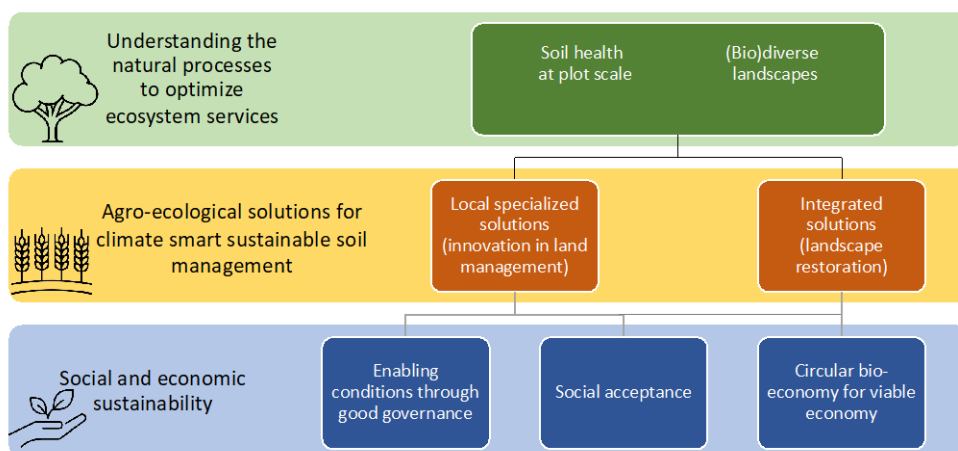 Understanding the
natural processes
to optimize
ecosystem services
Soil health
at plot scale
(Bio)diverse
landscapes
Agro-ecological solutions for
climate smart sustainable soil
management
Local specialized
solutions
(innovation in land
management)
Integrated
solutions
(landscape
restoration)
Social and economic
sustainability
Enabling
conditions through
good governance
Social acceptance
Circular bio-
economy for viable
economy